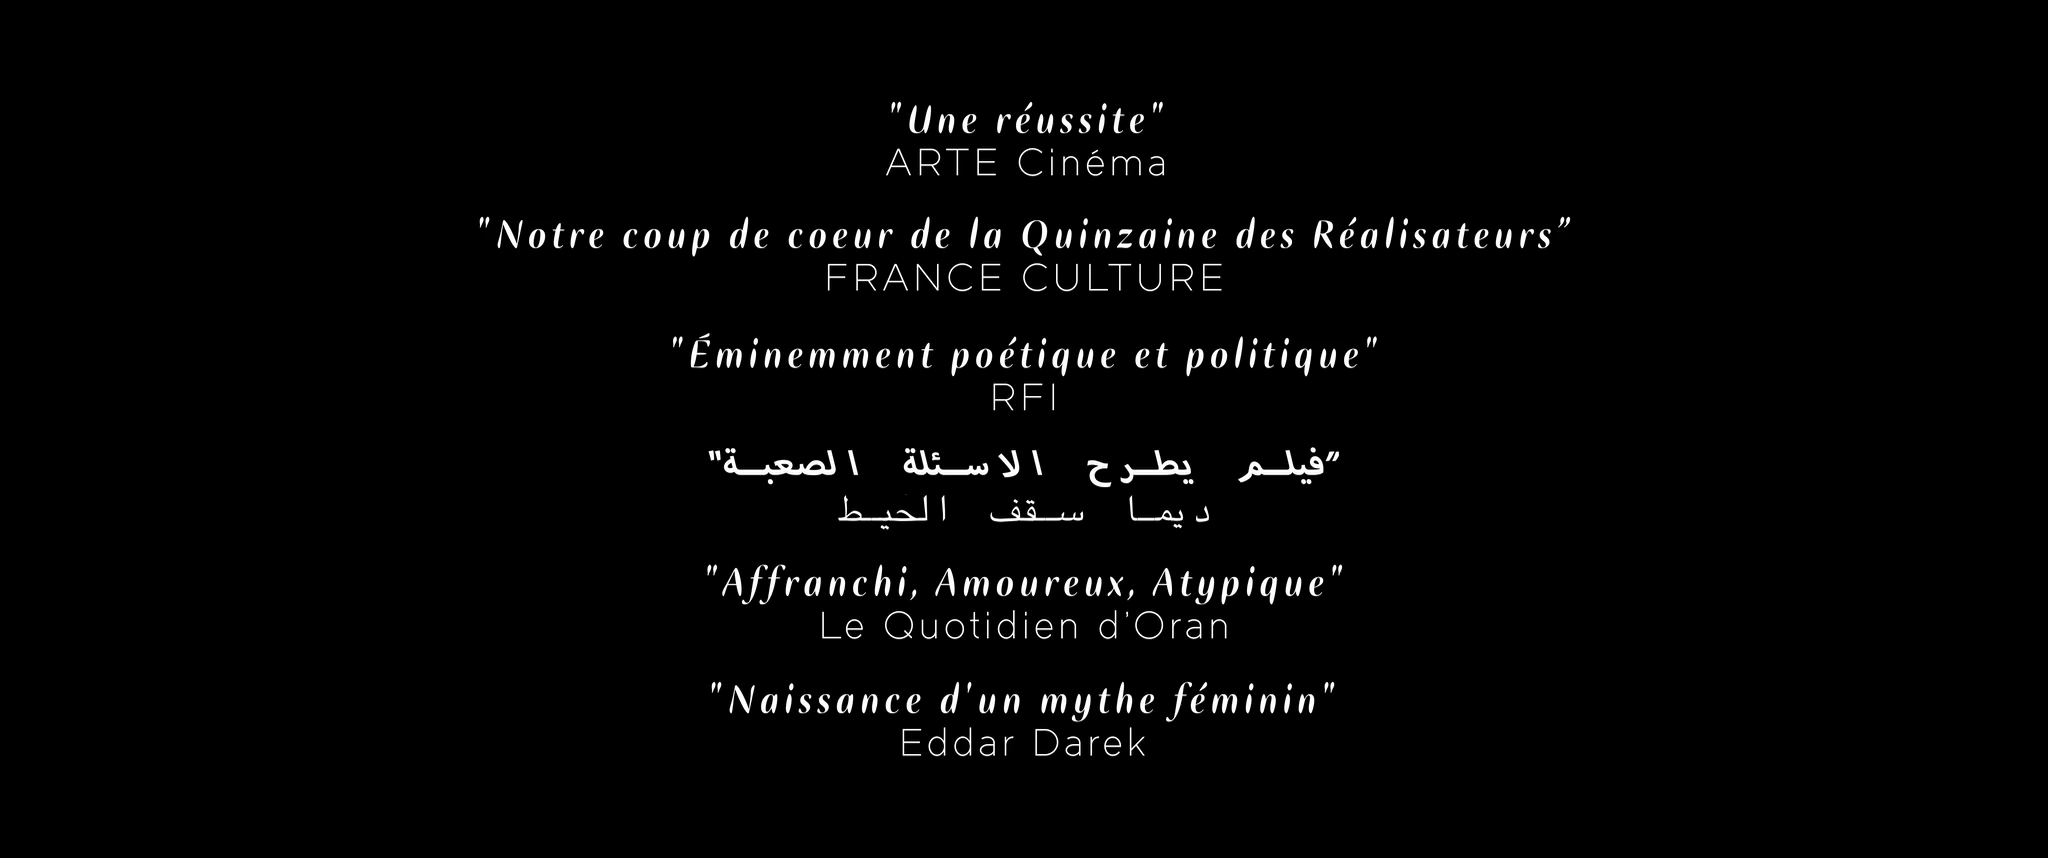 "Une réussite"
ARTE Cinéma
"Notre coup de coeur de la Quinzaine des Réalisateurs”
FRANCE CULTURE
"Éminemment poétique et politique"
RFI
”فيلم يطرح الاسئلة الصعبة"
ديما سقف الحيط
"Affranchi, Amoureux, Atypique"
Le Quotidien d'Oran
"Naissance d'un mythe féminin"
Eddar Darek